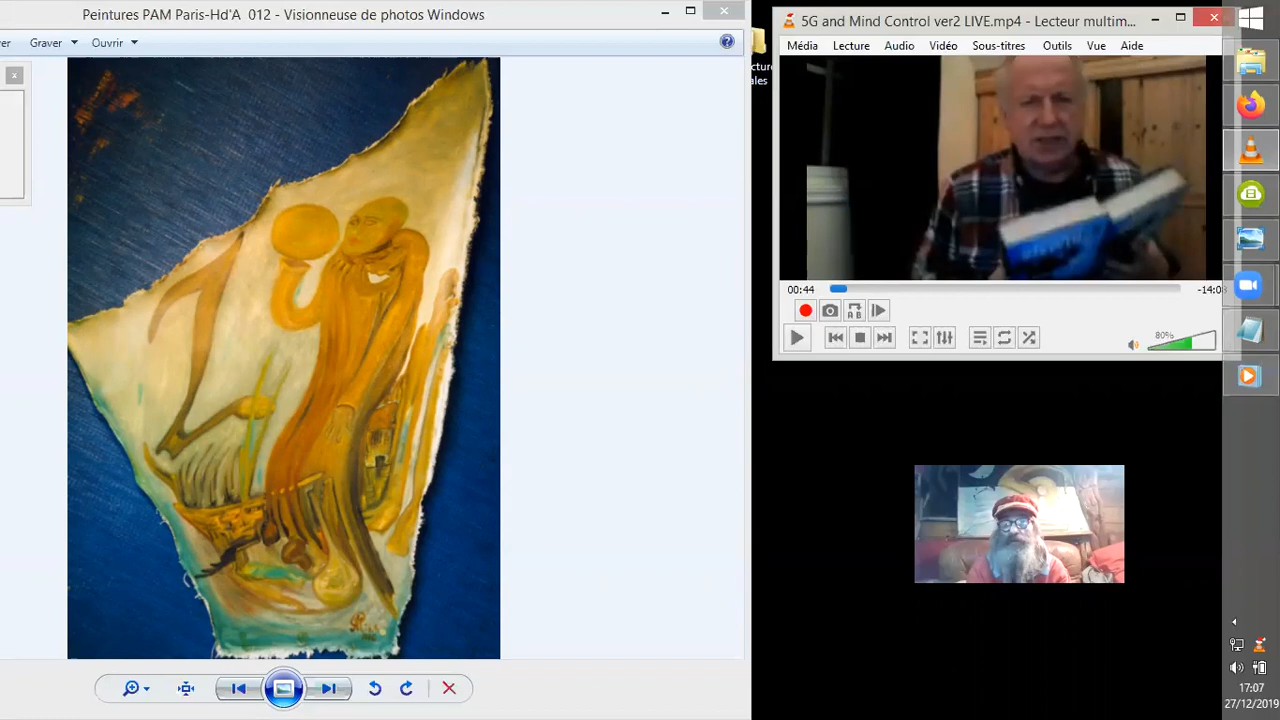 Peintures PAM Paris-Hd'A 012 - Visionneuse de photos Windows
Graver
Ouvrir
5G and Mind Control ver2 LIVE.mp4 - Lecteur multim...
Média Lecture Audio Vidéo Sous-titres Outils Vue Aide
00:44
80%
17:07
27/12/2019